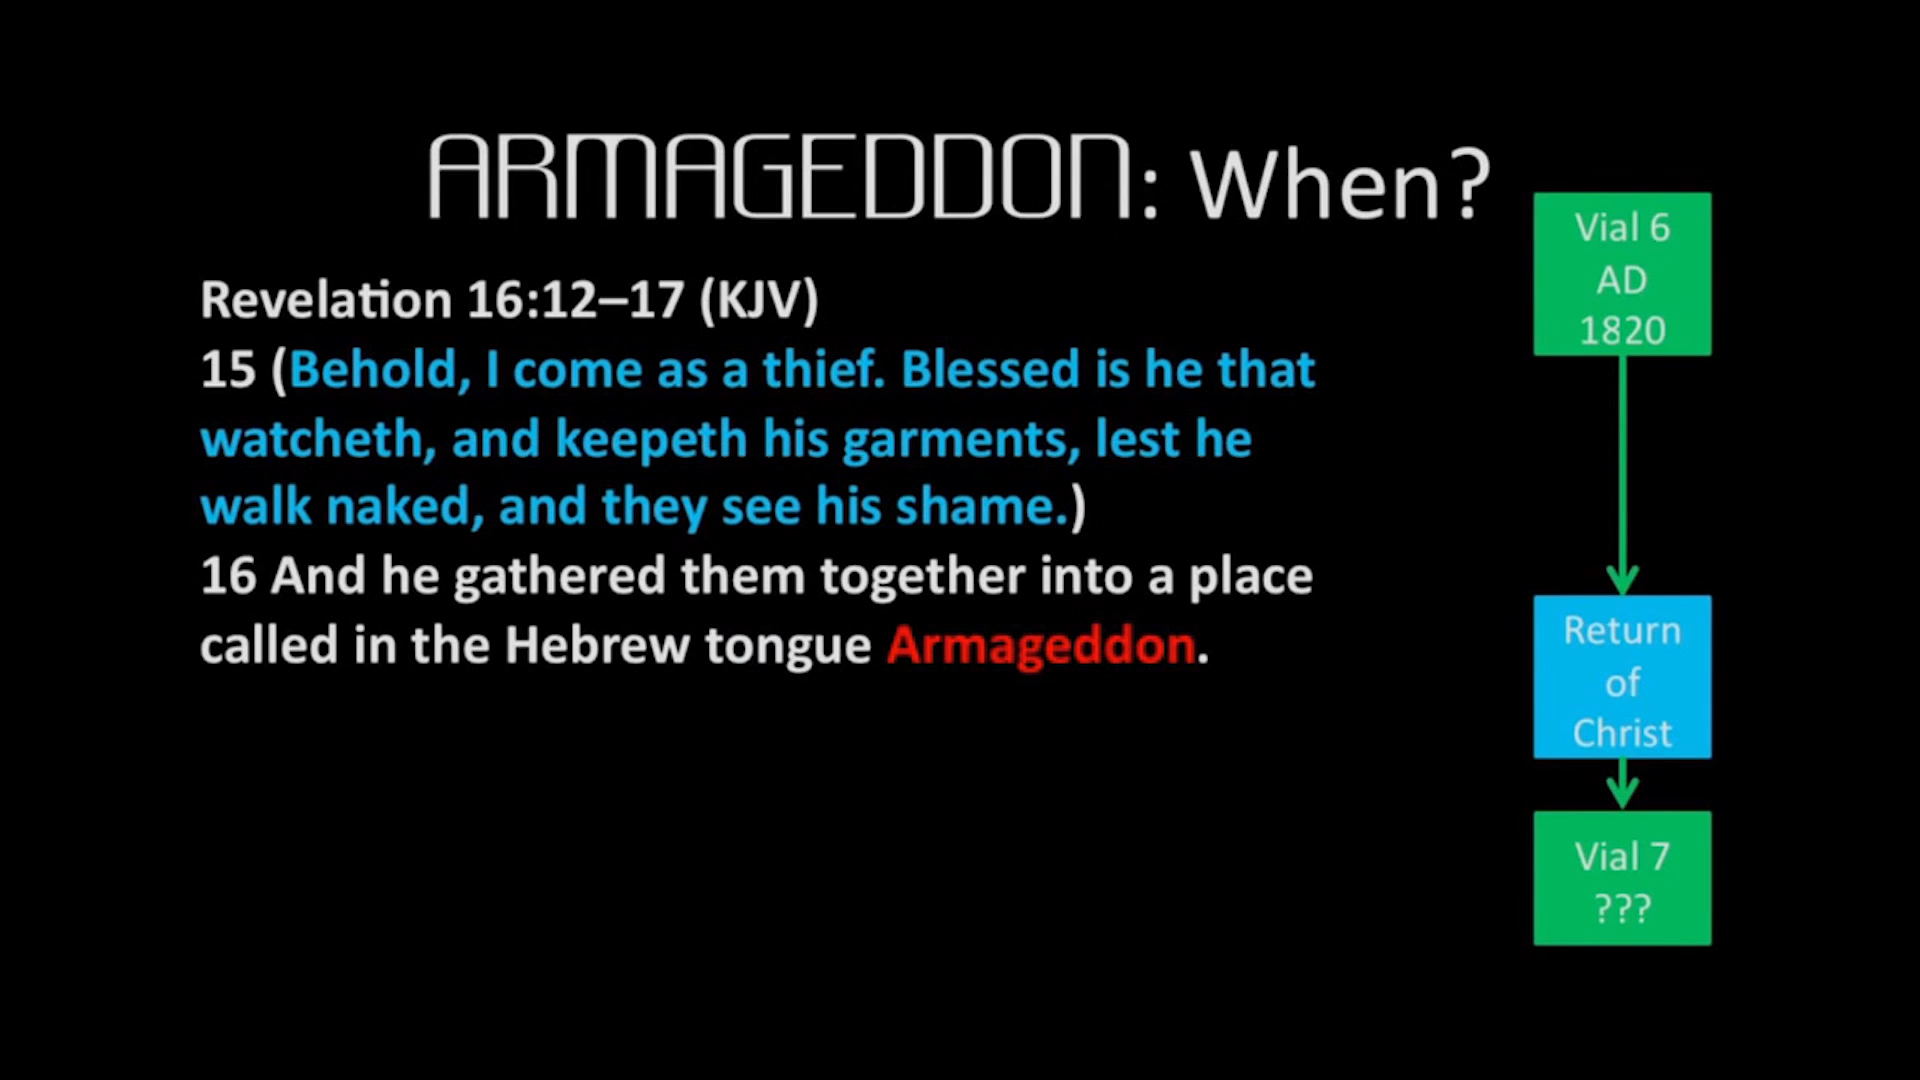 ARMAGEDDON: When?
Revelation 16:12–17 (KJV)
15 (Behold, I come as a thief. Blessed is he that
watcheth, and keepeth his garments, lest he
walk naked, and they see his shame.)
16 And he gathered them together into a place
called in the Hebrew tongue Armageddon.
Vial 6
AD
1820
Return
of
Christ
Vial 7
???